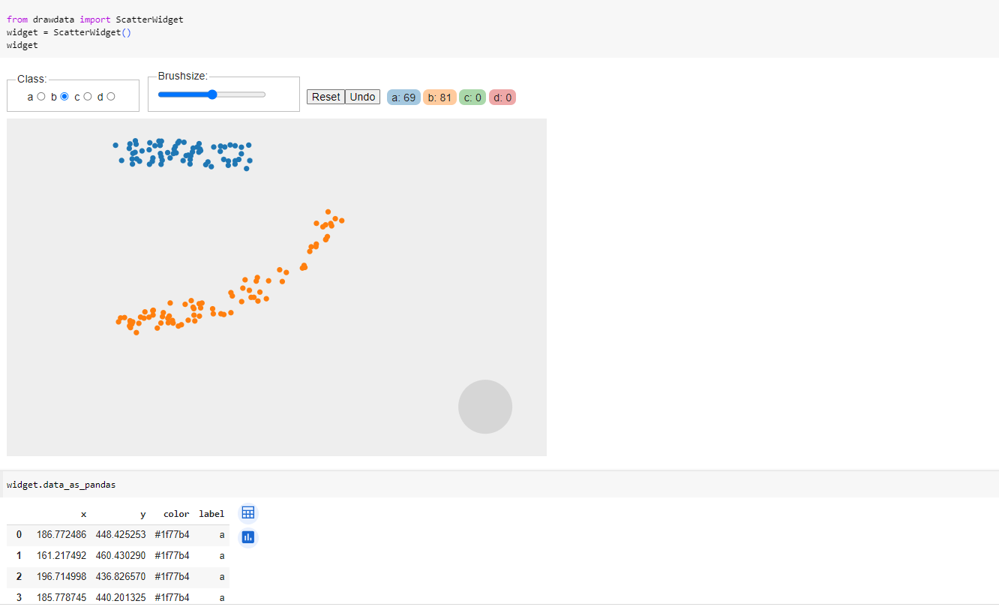 from drawdata import ScatterWidget
widget = ScatterWidget()
widget
Class:
a b c d
Brushsize:
Reset Undo a: 69 b: 81 c: 0 d: 0
widget.data_as_pandas
x y color label
0 186.772486 448.425253 #1f77b4 a
1 161.217492 460.430290 #1f77b4 a
2 196.714998 436.826570 #1f77b4 a
3 185.778745 440.201325 #1f77b4 a